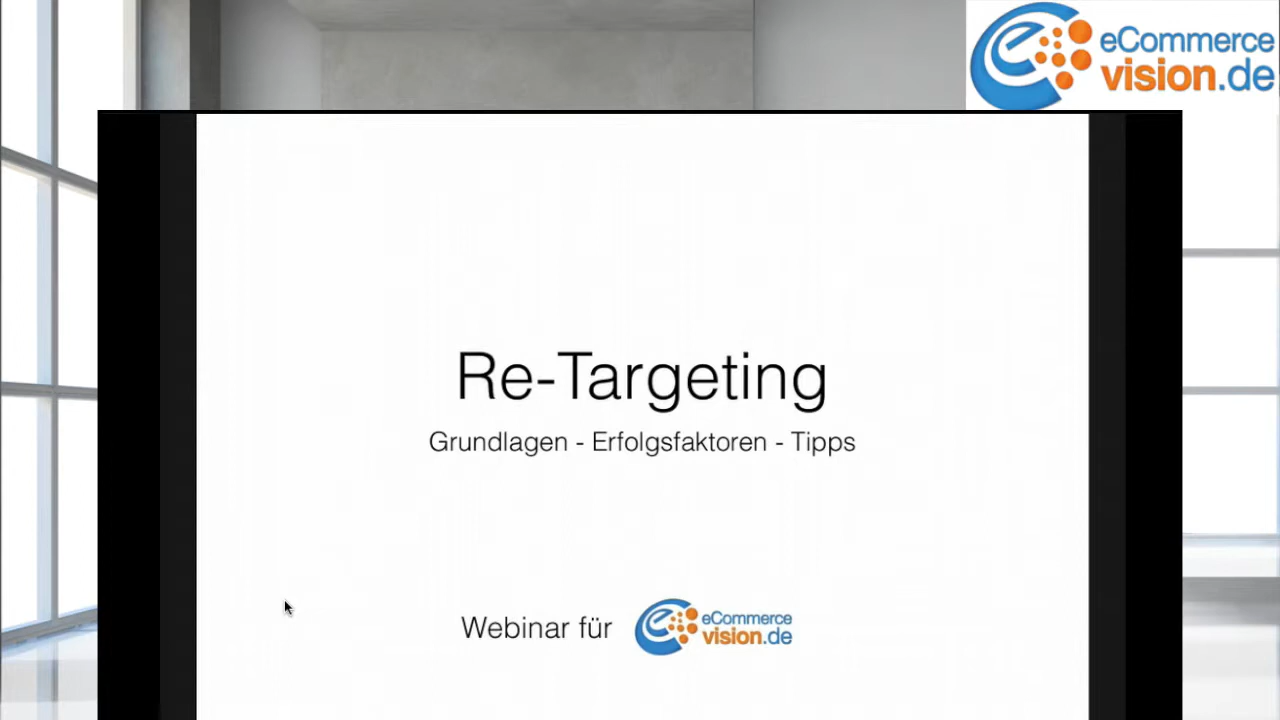 eCommerce
vision.de
Re-Targeting
Grundlagen - Erfolgsfaktoren - Tipps
Webinar für
eCommerce
vision.de